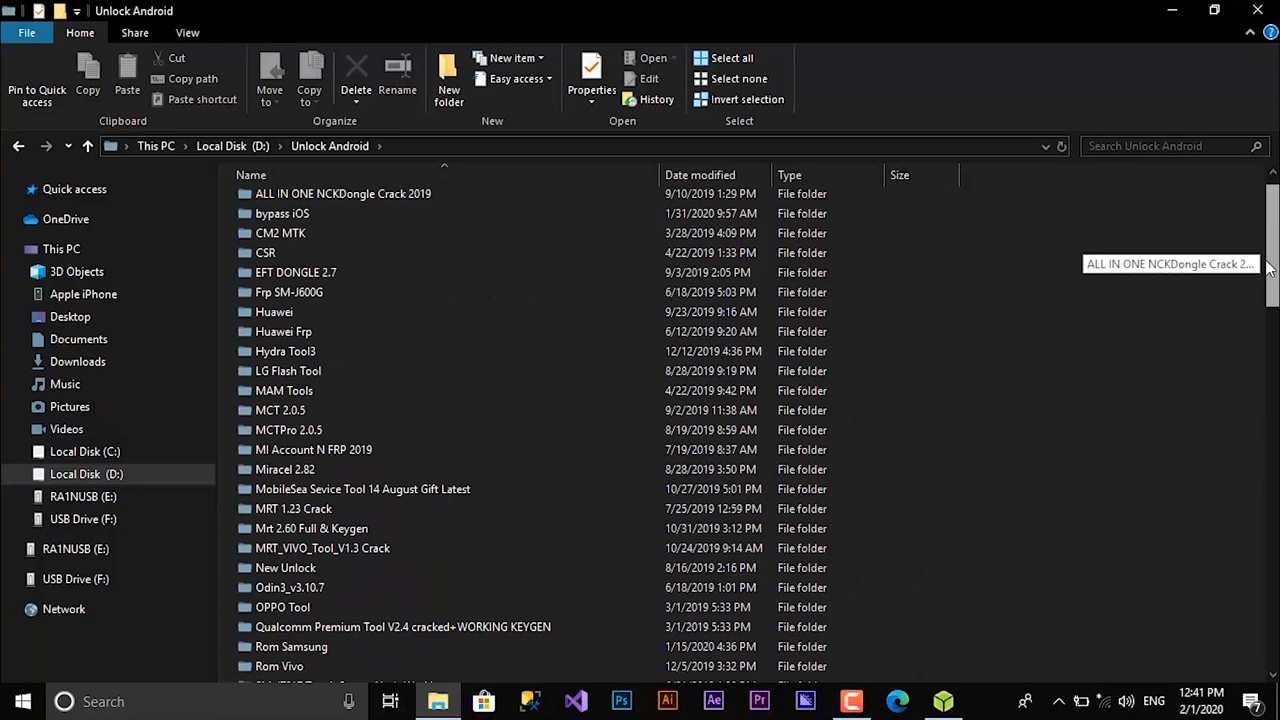 Unlock Android
File Home Share View
Pin to Quick access
Copy
Paste
Cut
Copy path
Paste shortcut
Clipboard
Move to
Copy to
Delete
Rename
Organize
New folder
New item
Easy access
New
Properties
Open
Edit
History
Open
Select all
Select none
Invert selection
Select
This PC Local Disk (D:) Unlock Android
Search Unlock Android
Name Date modified Type Size
Quick access
OneDrive
This PC
3D Objects
Apple iPhone
Desktop
Documents
Downloads
Music
Pictures
Videos
Local Disk (C:)
Local Disk (D:)
RA1NUSB (E:)
USB Drive (F:)
RA1NUSB (E:)
USB Drive (F:)
Network
ALL IN ONE NCKDongle Crack 2019 9/10/2019 1:29 PM File folder
bypass iOS 1/31/2020 9:57 AM File folder
CM2 MTK 3/28/2019 4:09 PM File folder
CSR 4/22/2019 1:33 PM File folder
EFT DONGLE 2.7 9/3/2019 2:05 PM File folder
Frp SM-J600G 6/18/2019 5:03 PM File folder
Huawei 9/23/2019 9:16 AM File folder
Huawei Frp 6/12/2019 9:20 AM File folder
Hydra Tool3 12/12/2019 4:36 PM File folder
LG Flash Tool 8/28/2019 9:19 PM File folder
MAM Tools 4/22/2019 9:42 PM File folder
MCT 2.0.5 9/2/2019 11:38 AM File folder
MCTPro 2.0.5 8/19/2019 8:59 AM File folder
MI Account N FRP 2019 7/19/2019 8:37 AM File folder
Miracel 2.82 8/28/2019 3:50 PM File folder
MobileSea Sevice Tool 14 August Gift Latest 10/27/2019 5:01 PM File folder
MRT 1.23 Crack 7/25/2019 12:59 PM File folder
Mrt 2.60 Full & Keygen 10/31/2019 3:12 PM File folder
MRT_VIVO_Tool_V1.3 Crack 10/24/2019 9:14 AM File folder
New Unlock 8/16/2019 2:16 PM File folder
Odin3_v3.10.7 6/18/2019 1:01 PM File folder
OPPO Tool 3/1/2019 5:33 PM File folder
Qualcomm Premium Tool V2.4 cracked+WORKING KEYGEN 3/1/2019 5:33 PM File folder
Rom Samsung 1/15/2020 4:36 PM File folder
Rom Vivo 12/5/2019 3:32 PM File folder
ALL IN ONE NCKDongle Crack 2...
Search
Ps Ai Ae Pr
ENG
12:41 PM
2/1/2020
7